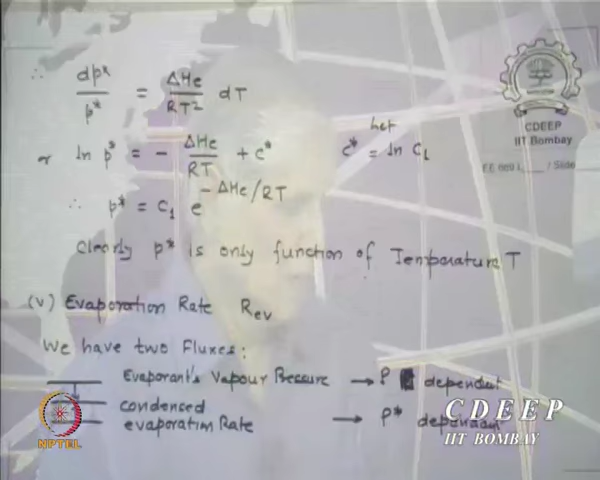 ∴ dp*/p* = ΔHe/RT² dT
or ln p* = - ΔHe/RT + c* let c* = ln C₁
∴ p* = C₁ e^(-ΔHe/RT)
Clearly p* is only function of Temperature T
(v) Evaporation Rate Rev
We have two Fluxes:
Evaporant's Vapour Pressure → P dependent
condensed
evaporation Rate → P* dependent
CDEEP
IIT Bombay
/ Slide
NPTEL
CDEEP
IIT BOMBAY